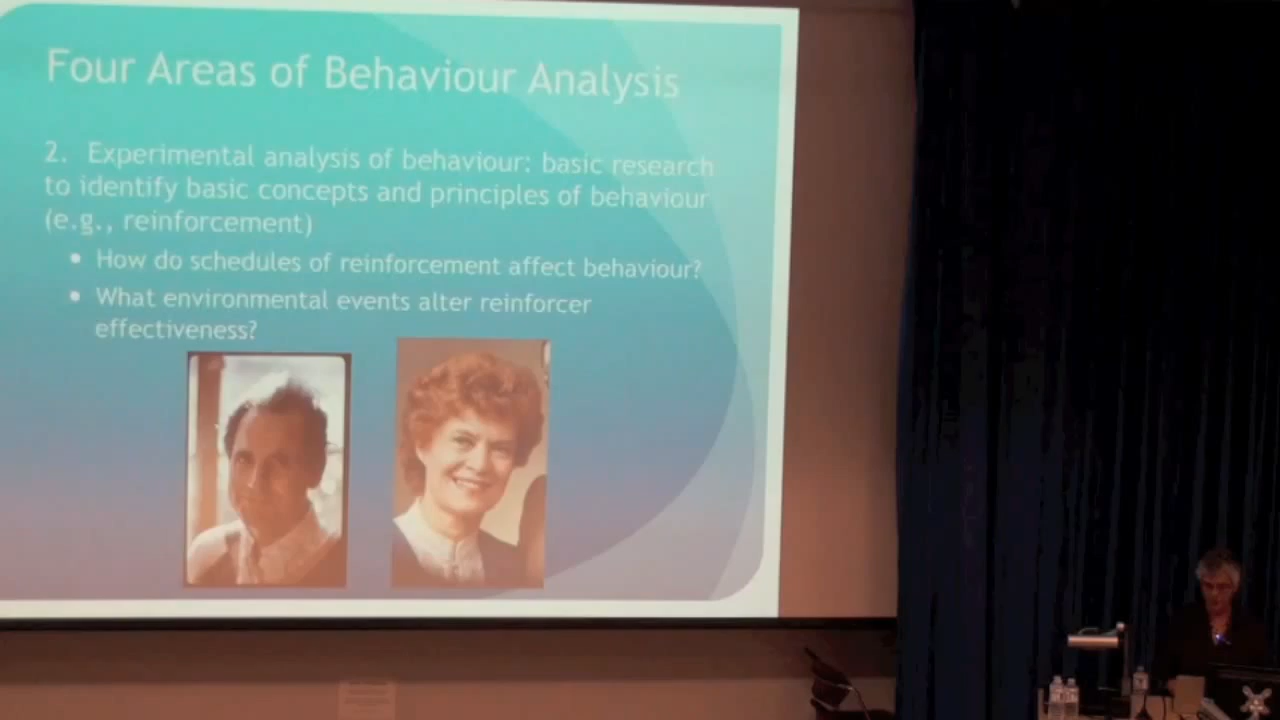 Four Areas of Behaviour Analysis
2. Experimental analysis of behaviour: basic research
to identify basic concepts and principles of behaviour
(e.g., reinforcement)
• How do schedules of reinforcement affect behaviour?
• What environmental events alter reinforcer
effectiveness?